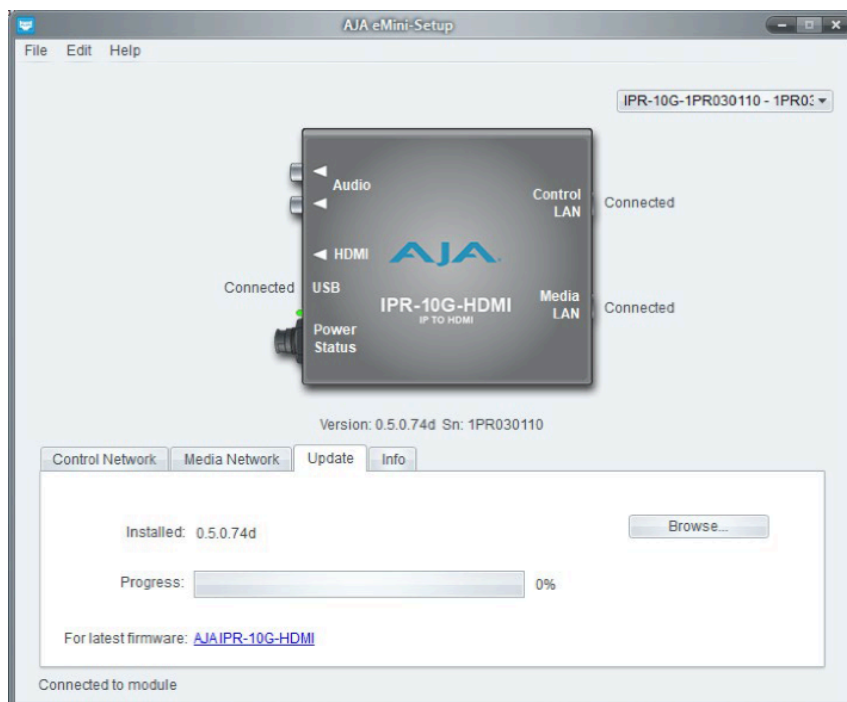 AJA eMini-Setup
File Edit Help
IPR-10G-1PR030110 - 1PR0
Audio
Control
LAN
Connected
HDMI
AJA
Connected
USB
IPR-10G-HDMI
IP TO HDMI
Media
LAN
Connected
Power
Status
Version: 0.5.0.74d Sn: 1PR030110
Control Network Media Network Update Info
Installed: 0.5.0.74d
Browse...
Progress:
0%
For latest firmware: AJAIPR-10G-HDMI
Connected to module